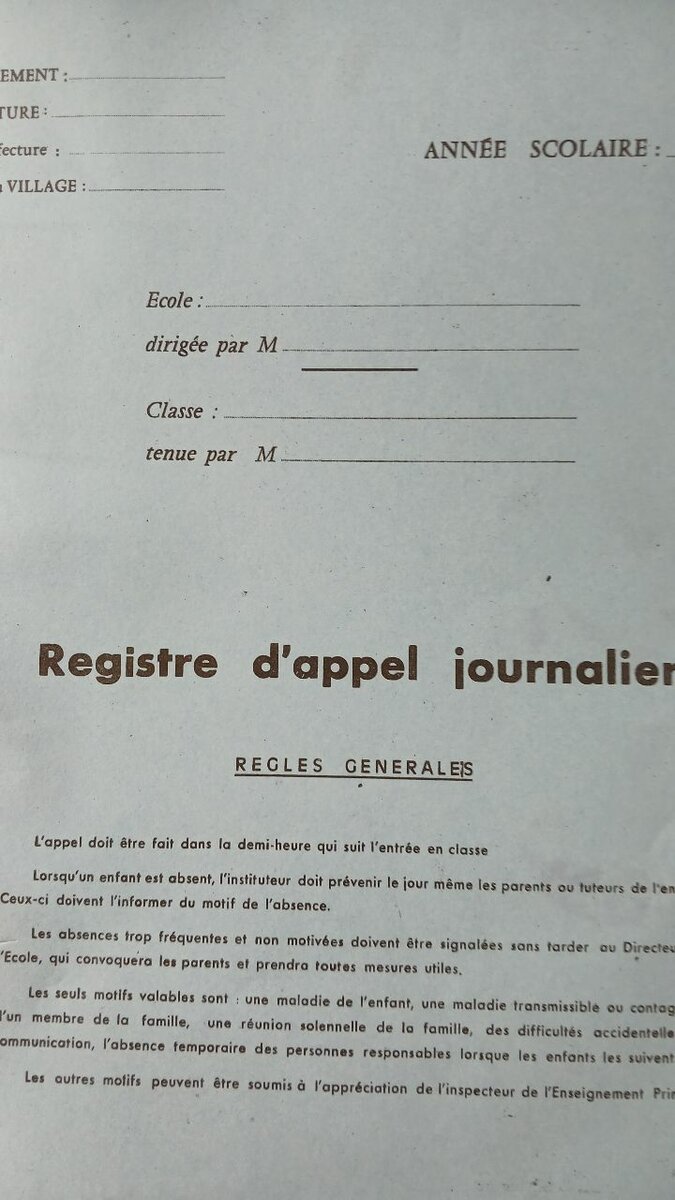 EMENT :
TURE :
fecture :
u VILLAGE :
ANNÉE SCOLAIRE :
Ecole :
dirigée par M
Classe :
tenue par M
Registre d'appel journalier
REGLES GENERALES
L'appel doit être fait dans la demi-heure qui suit l'entrée en classe
Lorsqu'un enfant est absent, l'instituteur doit prévenir le jour même les parents ou tuteurs de l'en
Ceux-ci doivent l'informer du motif de l'absence.
Les absences trop fréquentes et non motivées doivent être signalées sans tarder au Directeu
'Ecole, qui convoquera les parents et prendra toutes mesures utiles.
Les seuls motifs valables sont : une maladie de l'enfant, une maladie transmissible ou contag
l'un membre de la famille, une réunion solennelle de la famille, des difficultés accidentelle
ommunication, l'absence temporaire des personnes responsables lorsque les enfants les suivent
Les autres motifs peuvent être soumis à l'appréciation de l'inspecteur de l'Enseignement Prim